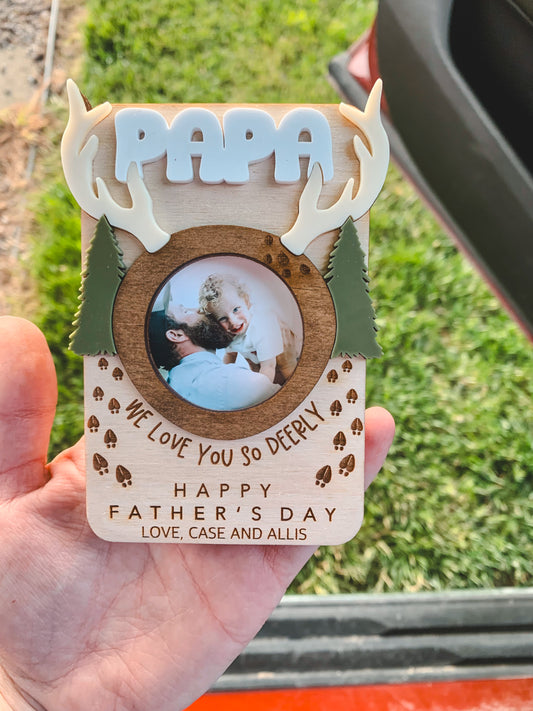 PAPA
WE LOVE YOU SO DEERLY
HAPPY
FATHER'S DAY
LOVE, CASE AND ALLIS